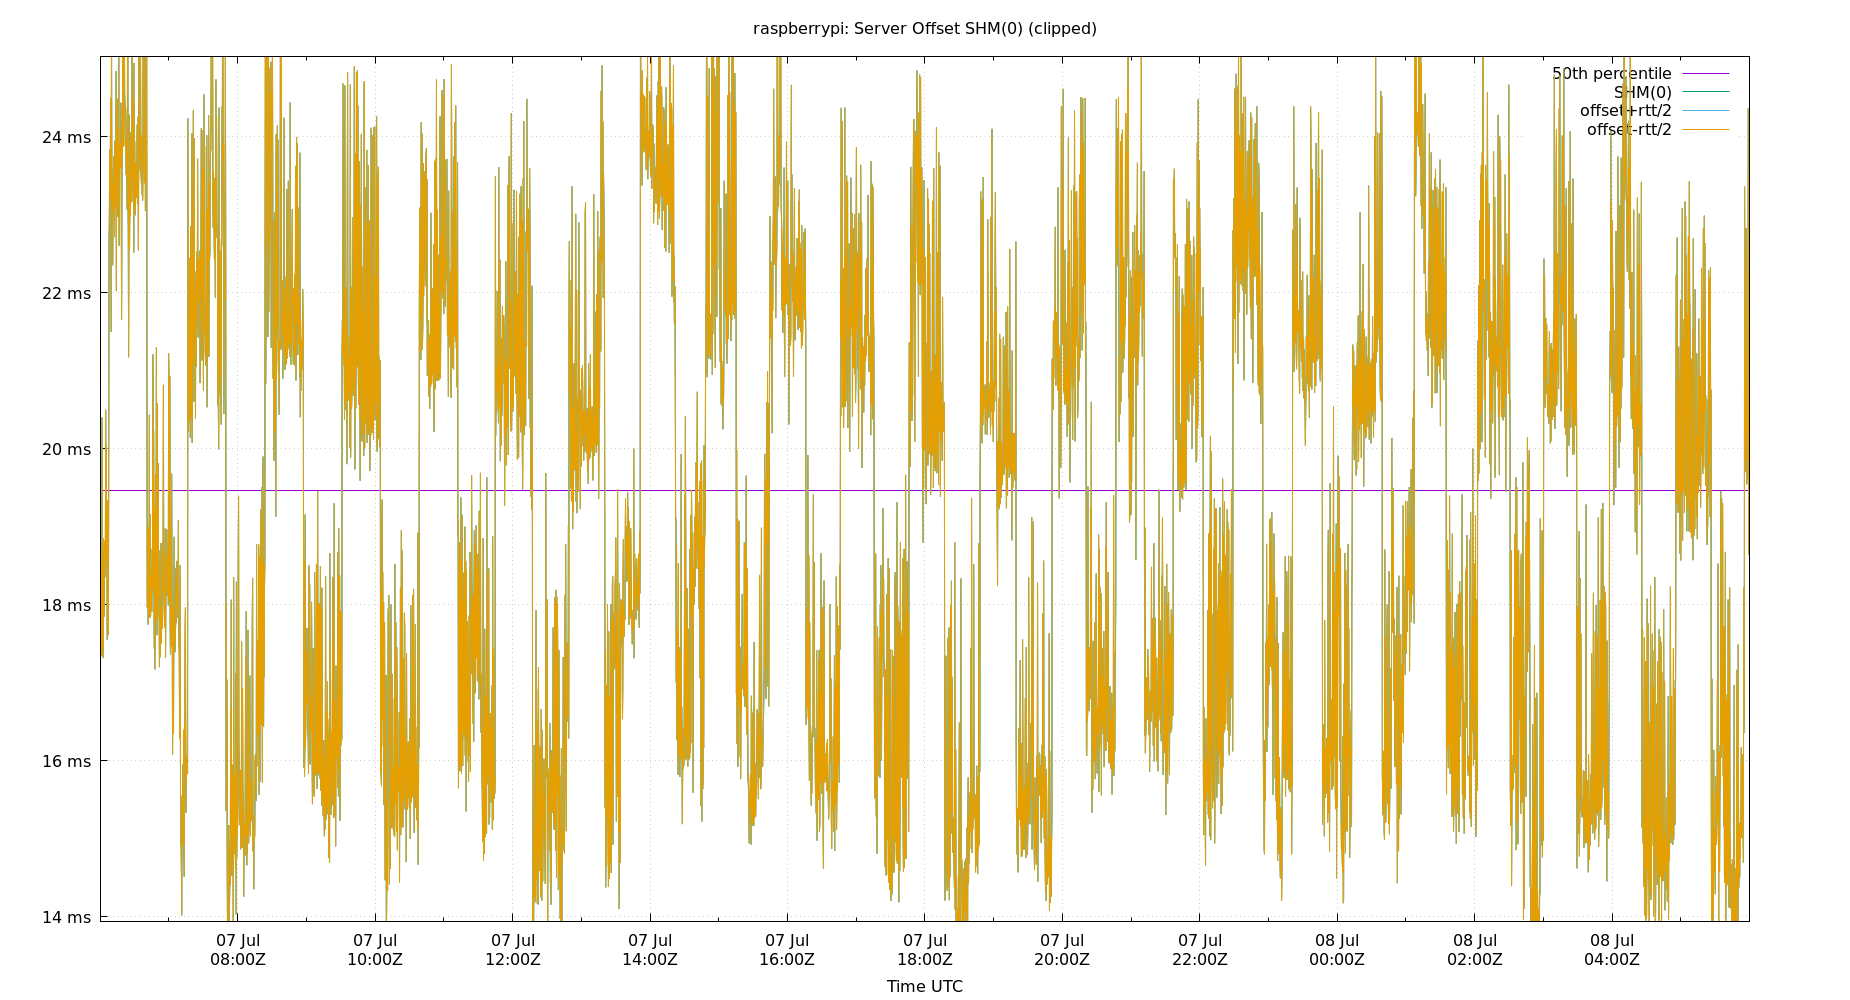 raspberrypi: Server Offset SHM(0) (clipped)
50th percentile
SHM(0)
offset+rtt/2
offset-rtt/2
24 ms
22 ms
20 ms
18 ms
16 ms
14 ms
07 Jul 07 Jul 07 Jul 07 Jul 07 Jul 07 Jul 07 Jul 07 Jul 08 Jul 08 Jul 08 Jul
08:00Z 10:00Z 12:00Z 14:00Z 16:00Z 18:00Z 20:00Z 22:00Z 00:00Z 02:00Z 04:00Z
Time UTC